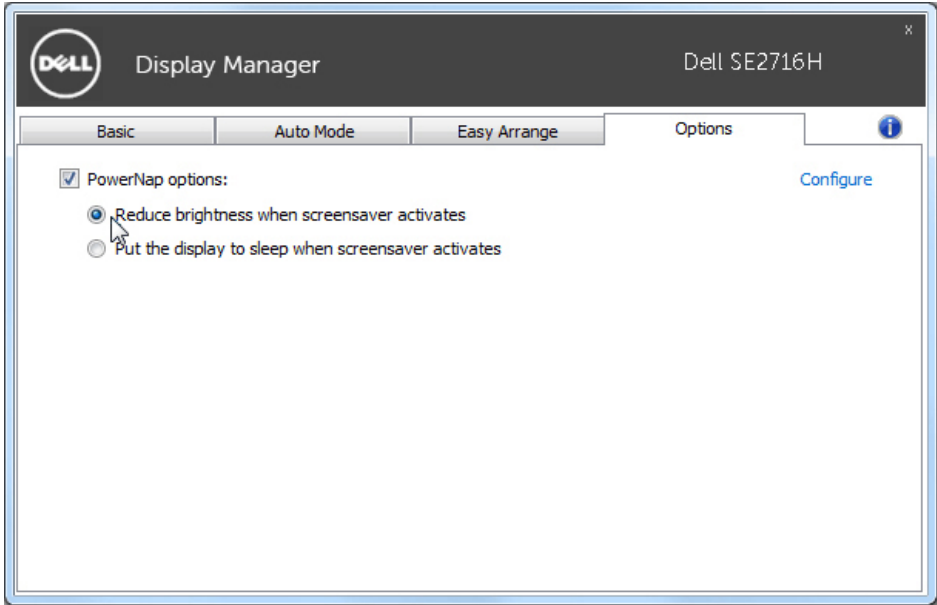 DELL
Display Manager
Dell SE2716H
x
Basic
Auto Mode
Easy Arrange
Options
i
PowerNap options:
Configure
Reduce brightness when screensaver activates
Put the display to sleep when screensaver activates